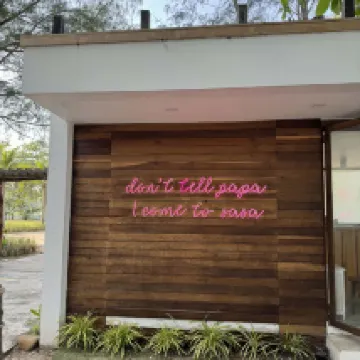 don't tell papa
I come to sasa